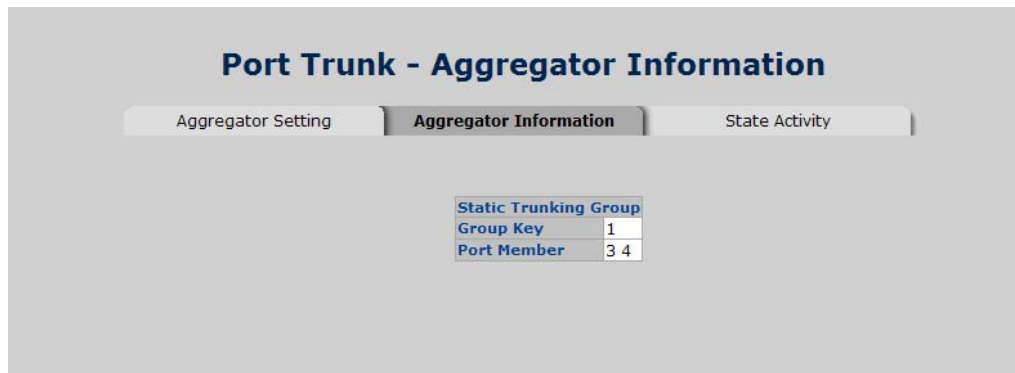 Port Trunk - Aggregator Information
Aggregator Setting Aggregator Information State Activity
Static Trunking Group
Group Key 1
Port Member 3 4